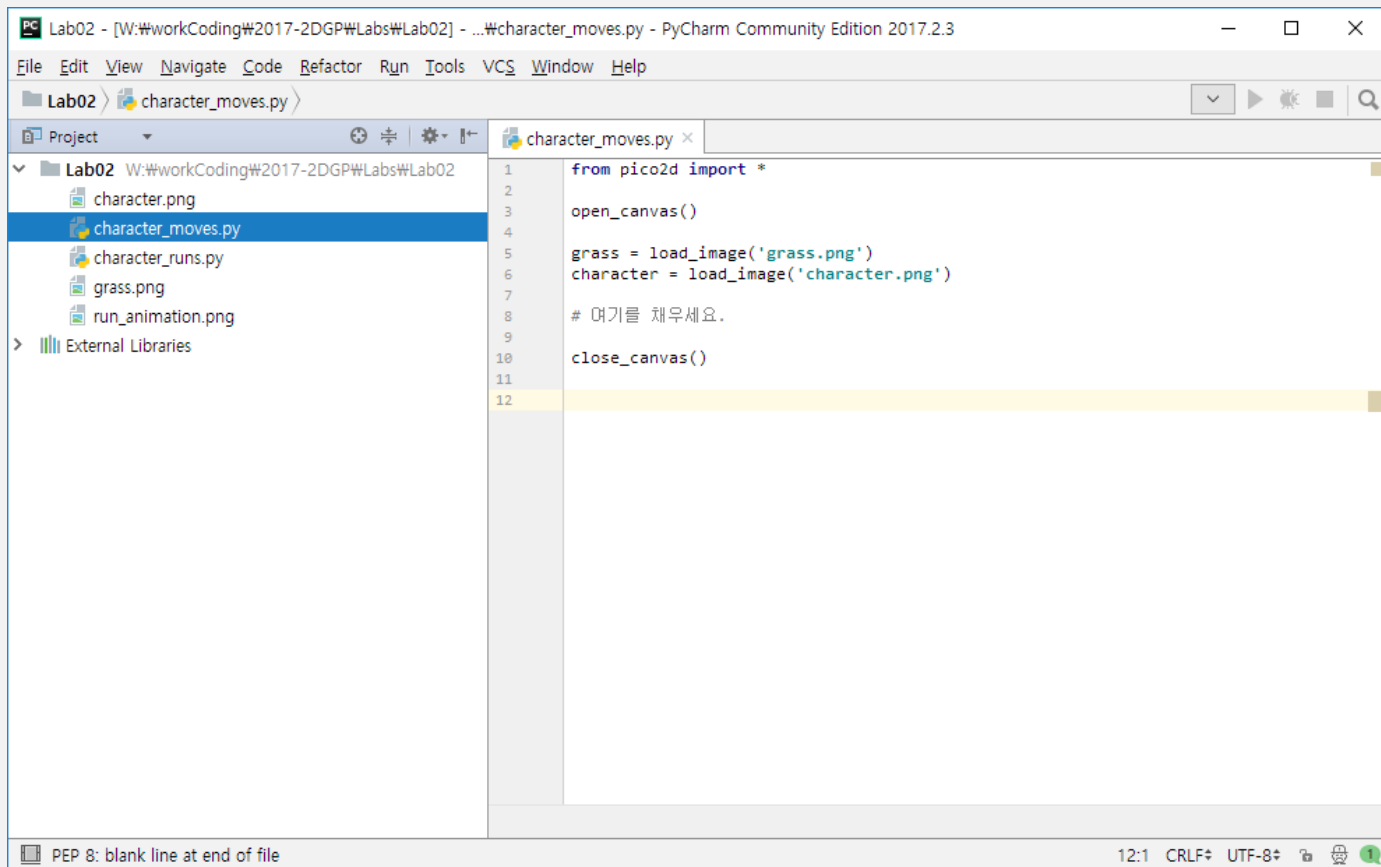 PC Lab02 - [W:₩workCoding₩2017-2DGP₩Labs₩Lab02] - ...₩character_moves.py - PyCharm Community Edition 2017.2.3
File Edit View Navigate Code Refactor Run Tools VCS Window Help
Lab02 character_moves.py
Project
character_moves.py
Lab02 W:₩workCoding₩2017-2DGP₩Labs₩Lab02
character.png
character_moves.py
character_runs.py
grass.png
run_animation.png
External Libraries
1 from pico2d import *
2
3 open_canvas()
4
5 grass = load_image('grass.png')
6 character = load_image('character.png')
7
8 # 여기를 채우세요.
9
10 close_canvas()
11
12
PEP 8: blank line at end of file
12:1 CRLF UTF-8 1